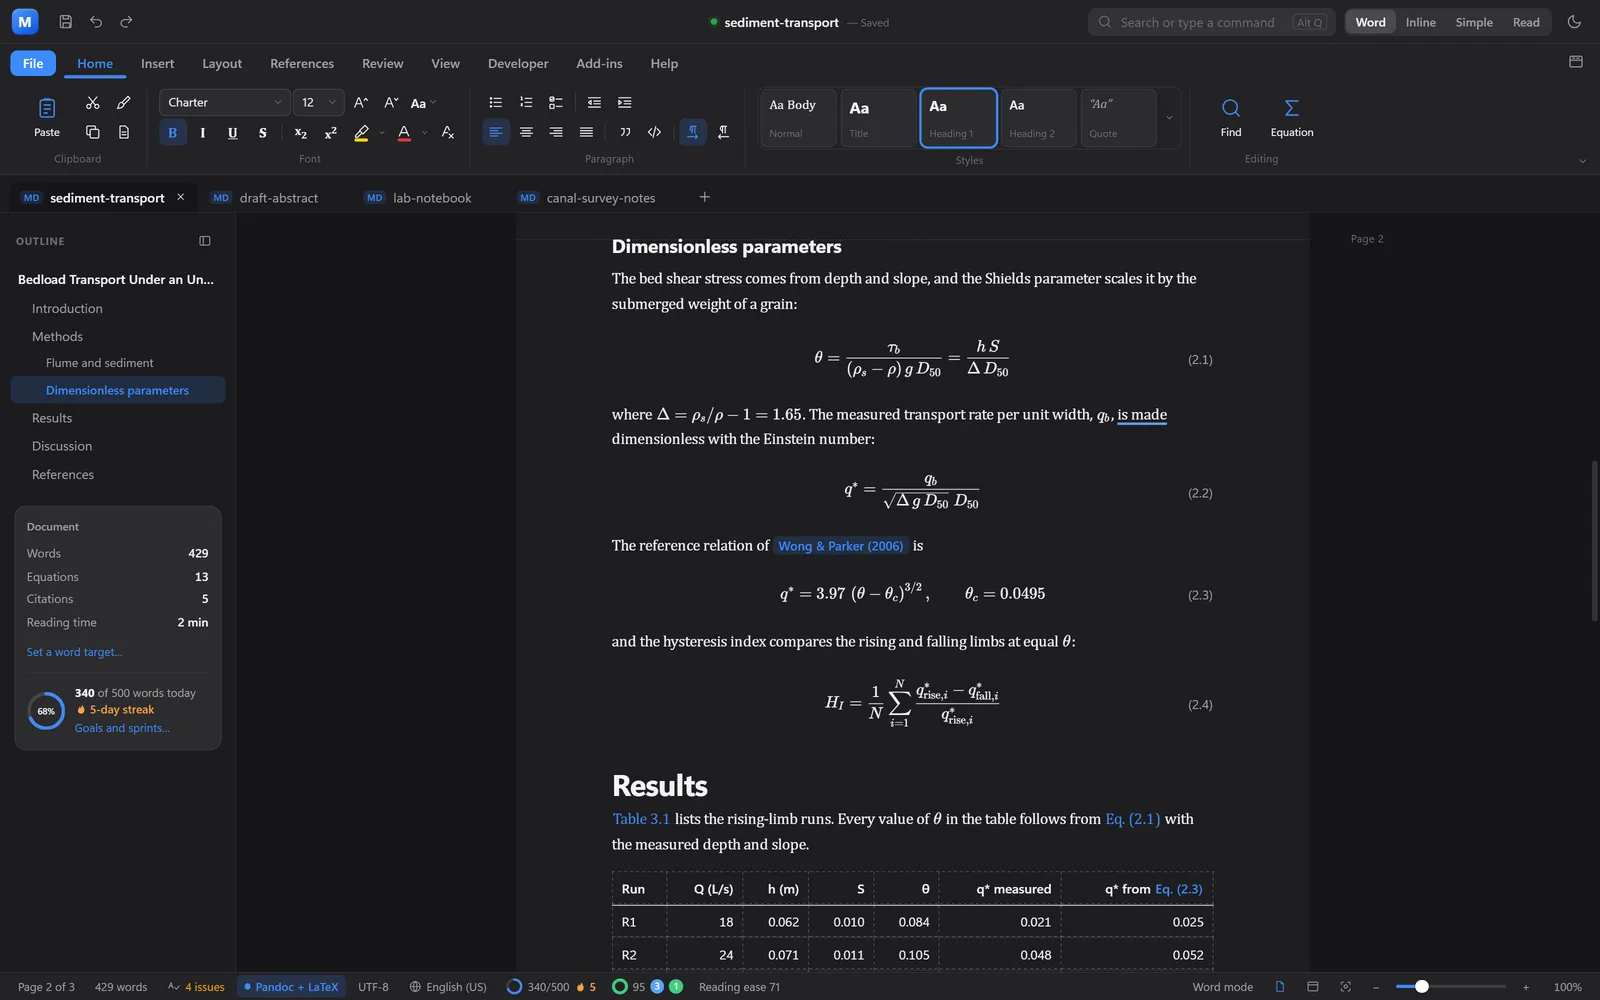 M
sediment-transport — Saved
Search or type a command Alt Q
Word Inline Simple Read
File Home Insert Layout References Review View Developer Add-ins Help
Paste
Clipboard
Charter 12 A^ A˅ Aa
B I U S x₂ x² A A
Font
Paragraph
Aa Body Normal
Aa Title
Aa Heading 1
Aa Heading 2
“Aa” Quote
Styles
Find Equation
Editing
MD sediment-transport × MD draft-abstract MD lab-notebook MD canal-survey-notes +
OUTLINE
Bedload Transport Under an Un...
Introduction
Methods
Flume and sediment
Dimensionless parameters
Results
Discussion
References
Document
Words 429
Equations 13
Citations 5
Reading time 2 min
Set a word target...
68%
340 of 500 words today
5-day streak
Goals and sprints...
Page 2
Dimensionless parameters
The bed shear stress comes from depth and slope, and the Shields parameter scales it by the
submerged weight of a grain:
θ = τ_b / ((ρ_s − ρ) g D_50) = h S / (Δ D_50) (2.1)
where Δ = ρ_s/ρ − 1 = 1.65. The measured transport rate per unit width, q_b, is made
dimensionless with the Einstein number:
q* = q_b / (√(Δ g D_50) D_50) (2.2)
The reference relation of Wong & Parker (2006) is
q* = 3.97 (θ − θ_c)^{3/2}, θ_c = 0.0495 (2.3)
and the hysteresis index compares the rising and falling limbs at equal θ:
H_I = 1/N ∑_{i=1}^{N} (q*_{rise,i} − q*_{fall,i}) / q*_{rise,i} (2.4)
Results
Table 3.1 lists the rising-limb runs. Every value of θ in the table follows from Eq. (2.1) with
the measured depth and slope.
Run Q (L/s) h (m) S θ q* measured q* from Eq. (2.3)
R1 18 0.062 0.010 0.084 0.021 0.025
R2 24 0.071 0.011 0.105 0.048 0.052
Page 2 of 3 429 words 4 issues Pandoc + LaTeX UTF-8 English (US) 340/500 5 95 3 1 Reading ease 71 Word mode − + 100%